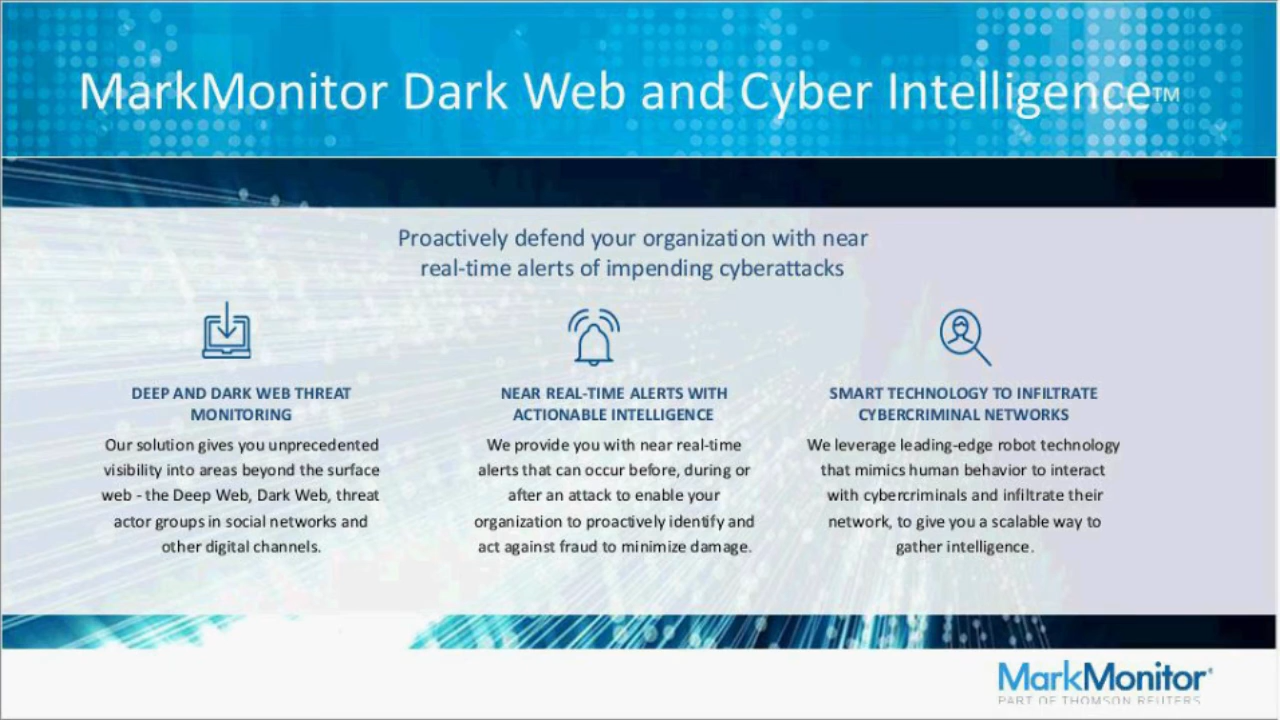 MarkMonitor Dark Web and Cyber Intelligence™
Proactively defend your organization with near
real-time alerts of impending cyberattacks
DEEP AND DARK WEB THREAT
MONITORING
Our solution gives you unprecedented
visibility into areas beyond the surface
web - the Deep Web, Dark Web, threat
actor groups in social networks and
other digital channels.
NEAR REAL-TIME ALERTS WITH
ACTIONABLE INTELLIGENCE
We provide you with near real-time
alerts that can occur before, during or
after an attack to enable your
organization to proactively identify and
act against fraud to minimize damage.
SMART TECHNOLOGY TO INFILTRATE
CYBERCRIMINAL NETWORKS
We leverage leading-edge robot technology
that mimics human behavior to interact
with cybercriminals and infiltrate their
network, to give you a scalable way to
gather intelligence.
MarkMonitor®
PART OF THOMSON REUTERS